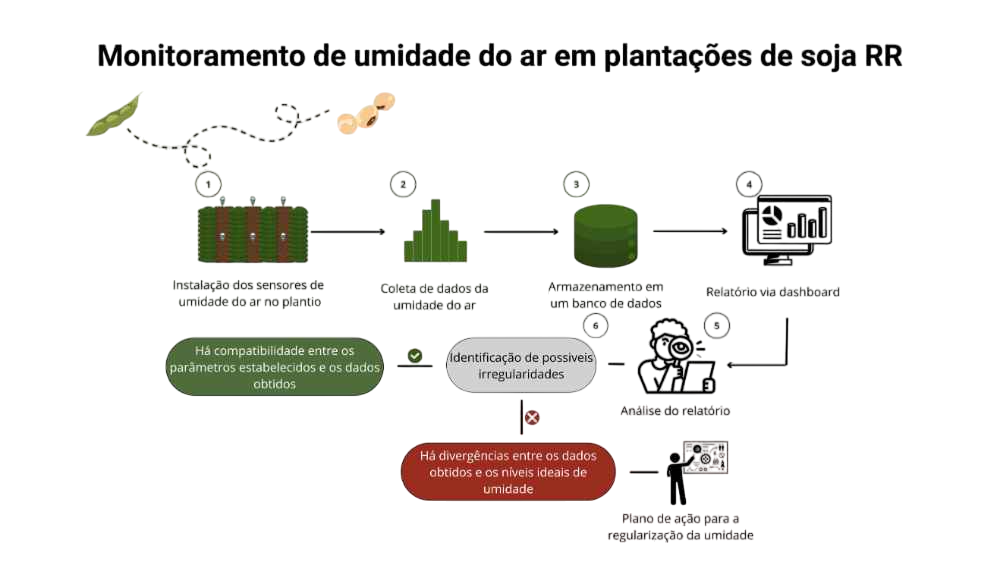 Monitoramento de umidade do ar em plantações de soja RR
1
2
3
4
Instalação dos sensores de
umidade do ar no plantio
Coleta de dados da
umidade do ar
Armazenamento em
um banco de dados
Relatório via dashboard
5
Análise do relatório
6
Identificação de possiveis
irregularidades
Há compatibilidade entre os
parâmetros estabelecidos e os dados
obtidos
Há divergências entre os dados
obtidos e os níveis ideais de
umidade
Plano de ação para a
regularização da umidade